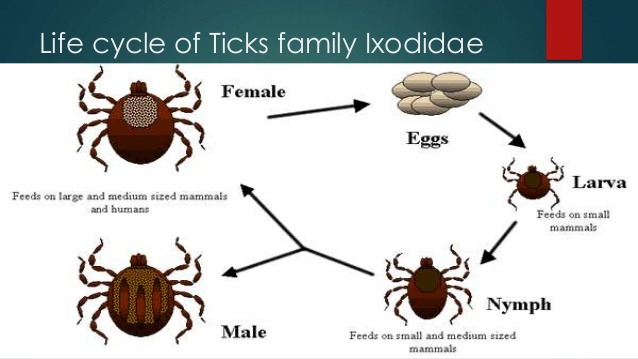 Life cycle of Ticks family Ixodidae
Female
Eggs
Feeds on large and medium sized mammals
and humans
Larva
Feeds on small
mammals
Male
Nymph
Feeds on small and medium sized
mammals